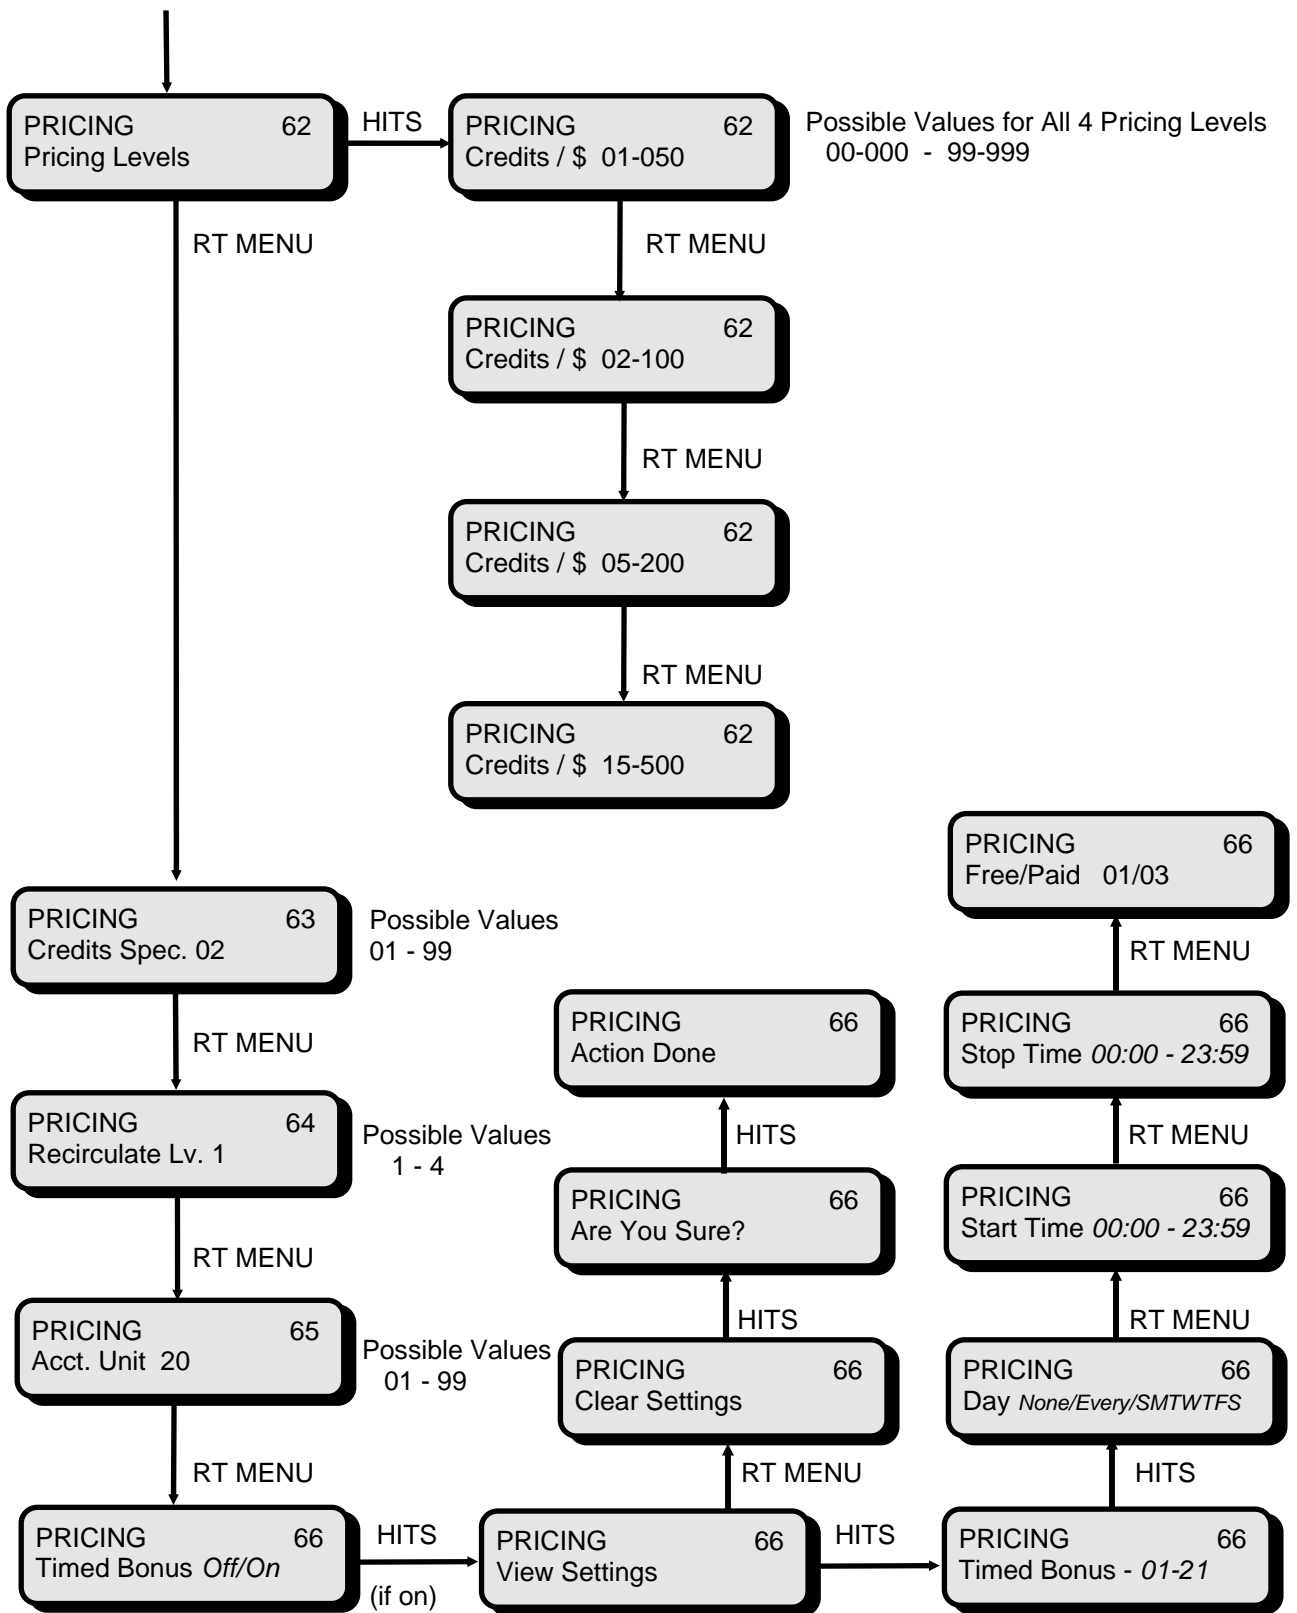 PRICING 62
Pricing Levels
HITS
PRICING 62
Credits / $ 01-050
Possible Values for All 4 Pricing Levels
00-000 - 99-999
RT MENU
RT MENU
PRICING 62
Credits / $ 02-100
RT MENU
PRICING 62
Credits / $ 05-200
RT MENU
PRICING 62
Credits / $ 15-500
PRICING 63
Credits Spec. 02
Possible Values
01 - 99
RT MENU
PRICING 64
Recirculate Lv. 1
Possible Values
1 - 4
RT MENU
PRICING 65
Acct. Unit 20
Possible Values
01 - 99
RT MENU
PRICING 66
Timed Bonus Off/On
HITS
(if on)
PRICING 66
View Settings
RT MENU
PRICING 66
Clear Settings
HITS
PRICING 66
Are You Sure?
HITS
PRICING 66
Action Done
HITS
PRICING 66
Timed Bonus - 01-21
HITS
PRICING 66
Day None/Every/SMTWTFS
RT MENU
PRICING 66
Start Time 00:00 - 23:59
RT MENU
PRICING 66
Stop Time 00:00 - 23:59
RT MENU
PRICING 66
Free/Paid 01/03